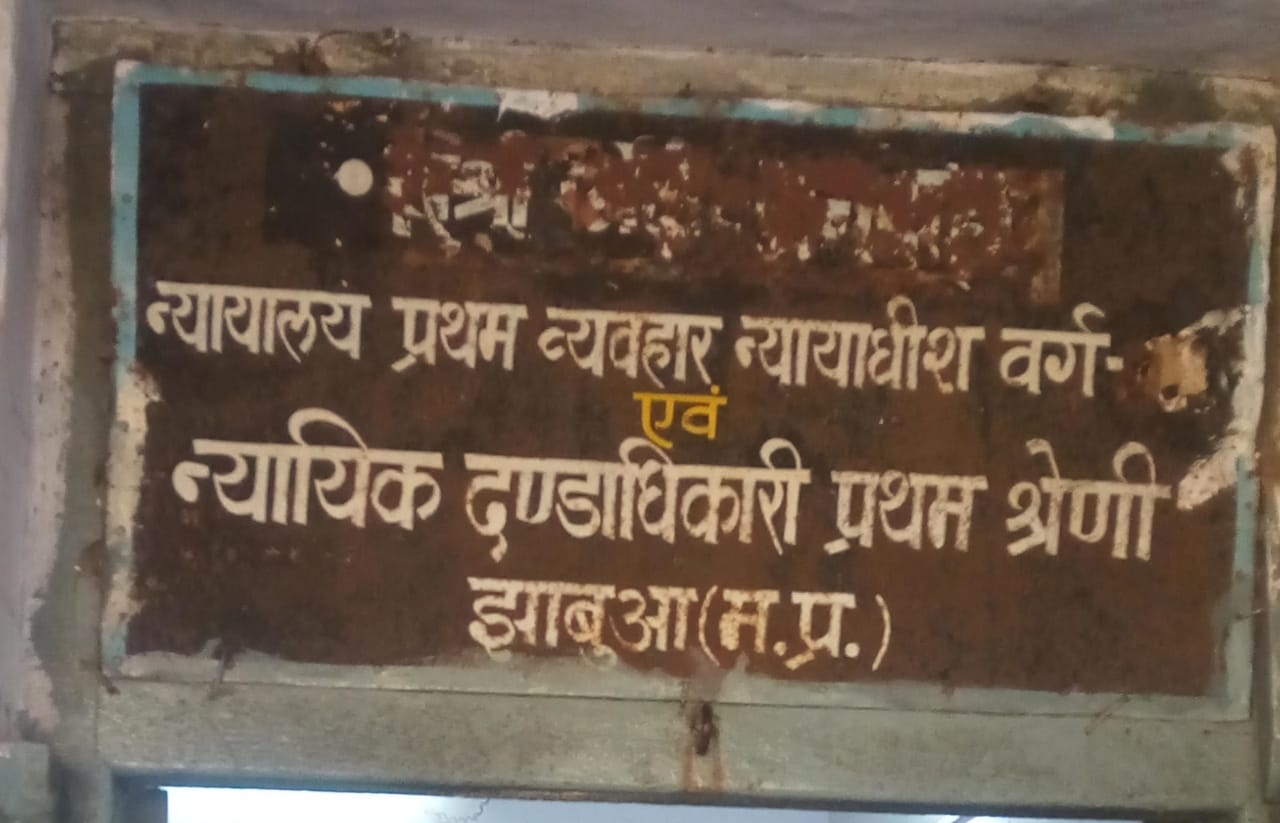 न्यायालय प्रथम व्यवहार न्यायाधीश वर्ग-
एवं
न्यायिक दण्डाधिकारी प्रथम श्रेणी
झाबुआ(म.प्र.)